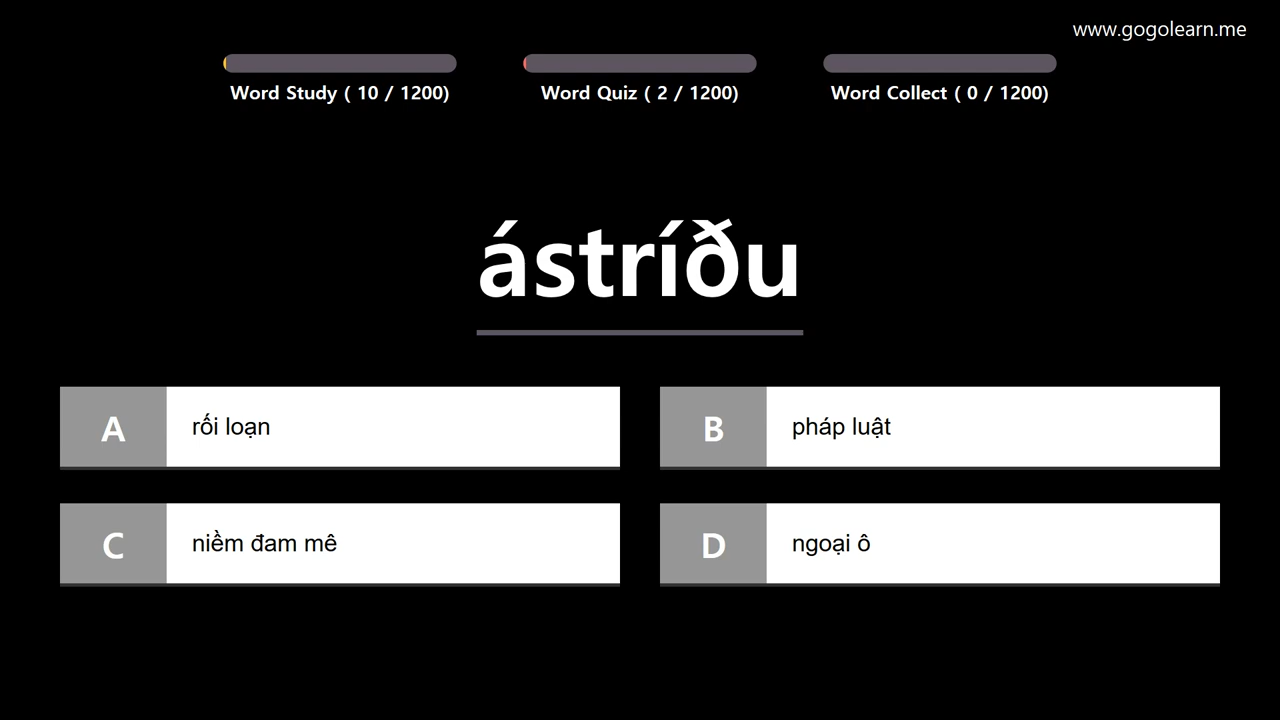 www.gogolearn.me
Word Study ( 10 / 1200)
Word Quiz ( 2 / 1200)
Word Collect ( 0 / 1200)
ástríðu
A rối loạn
B pháp luật
C niềm đam mê
D ngoại ô